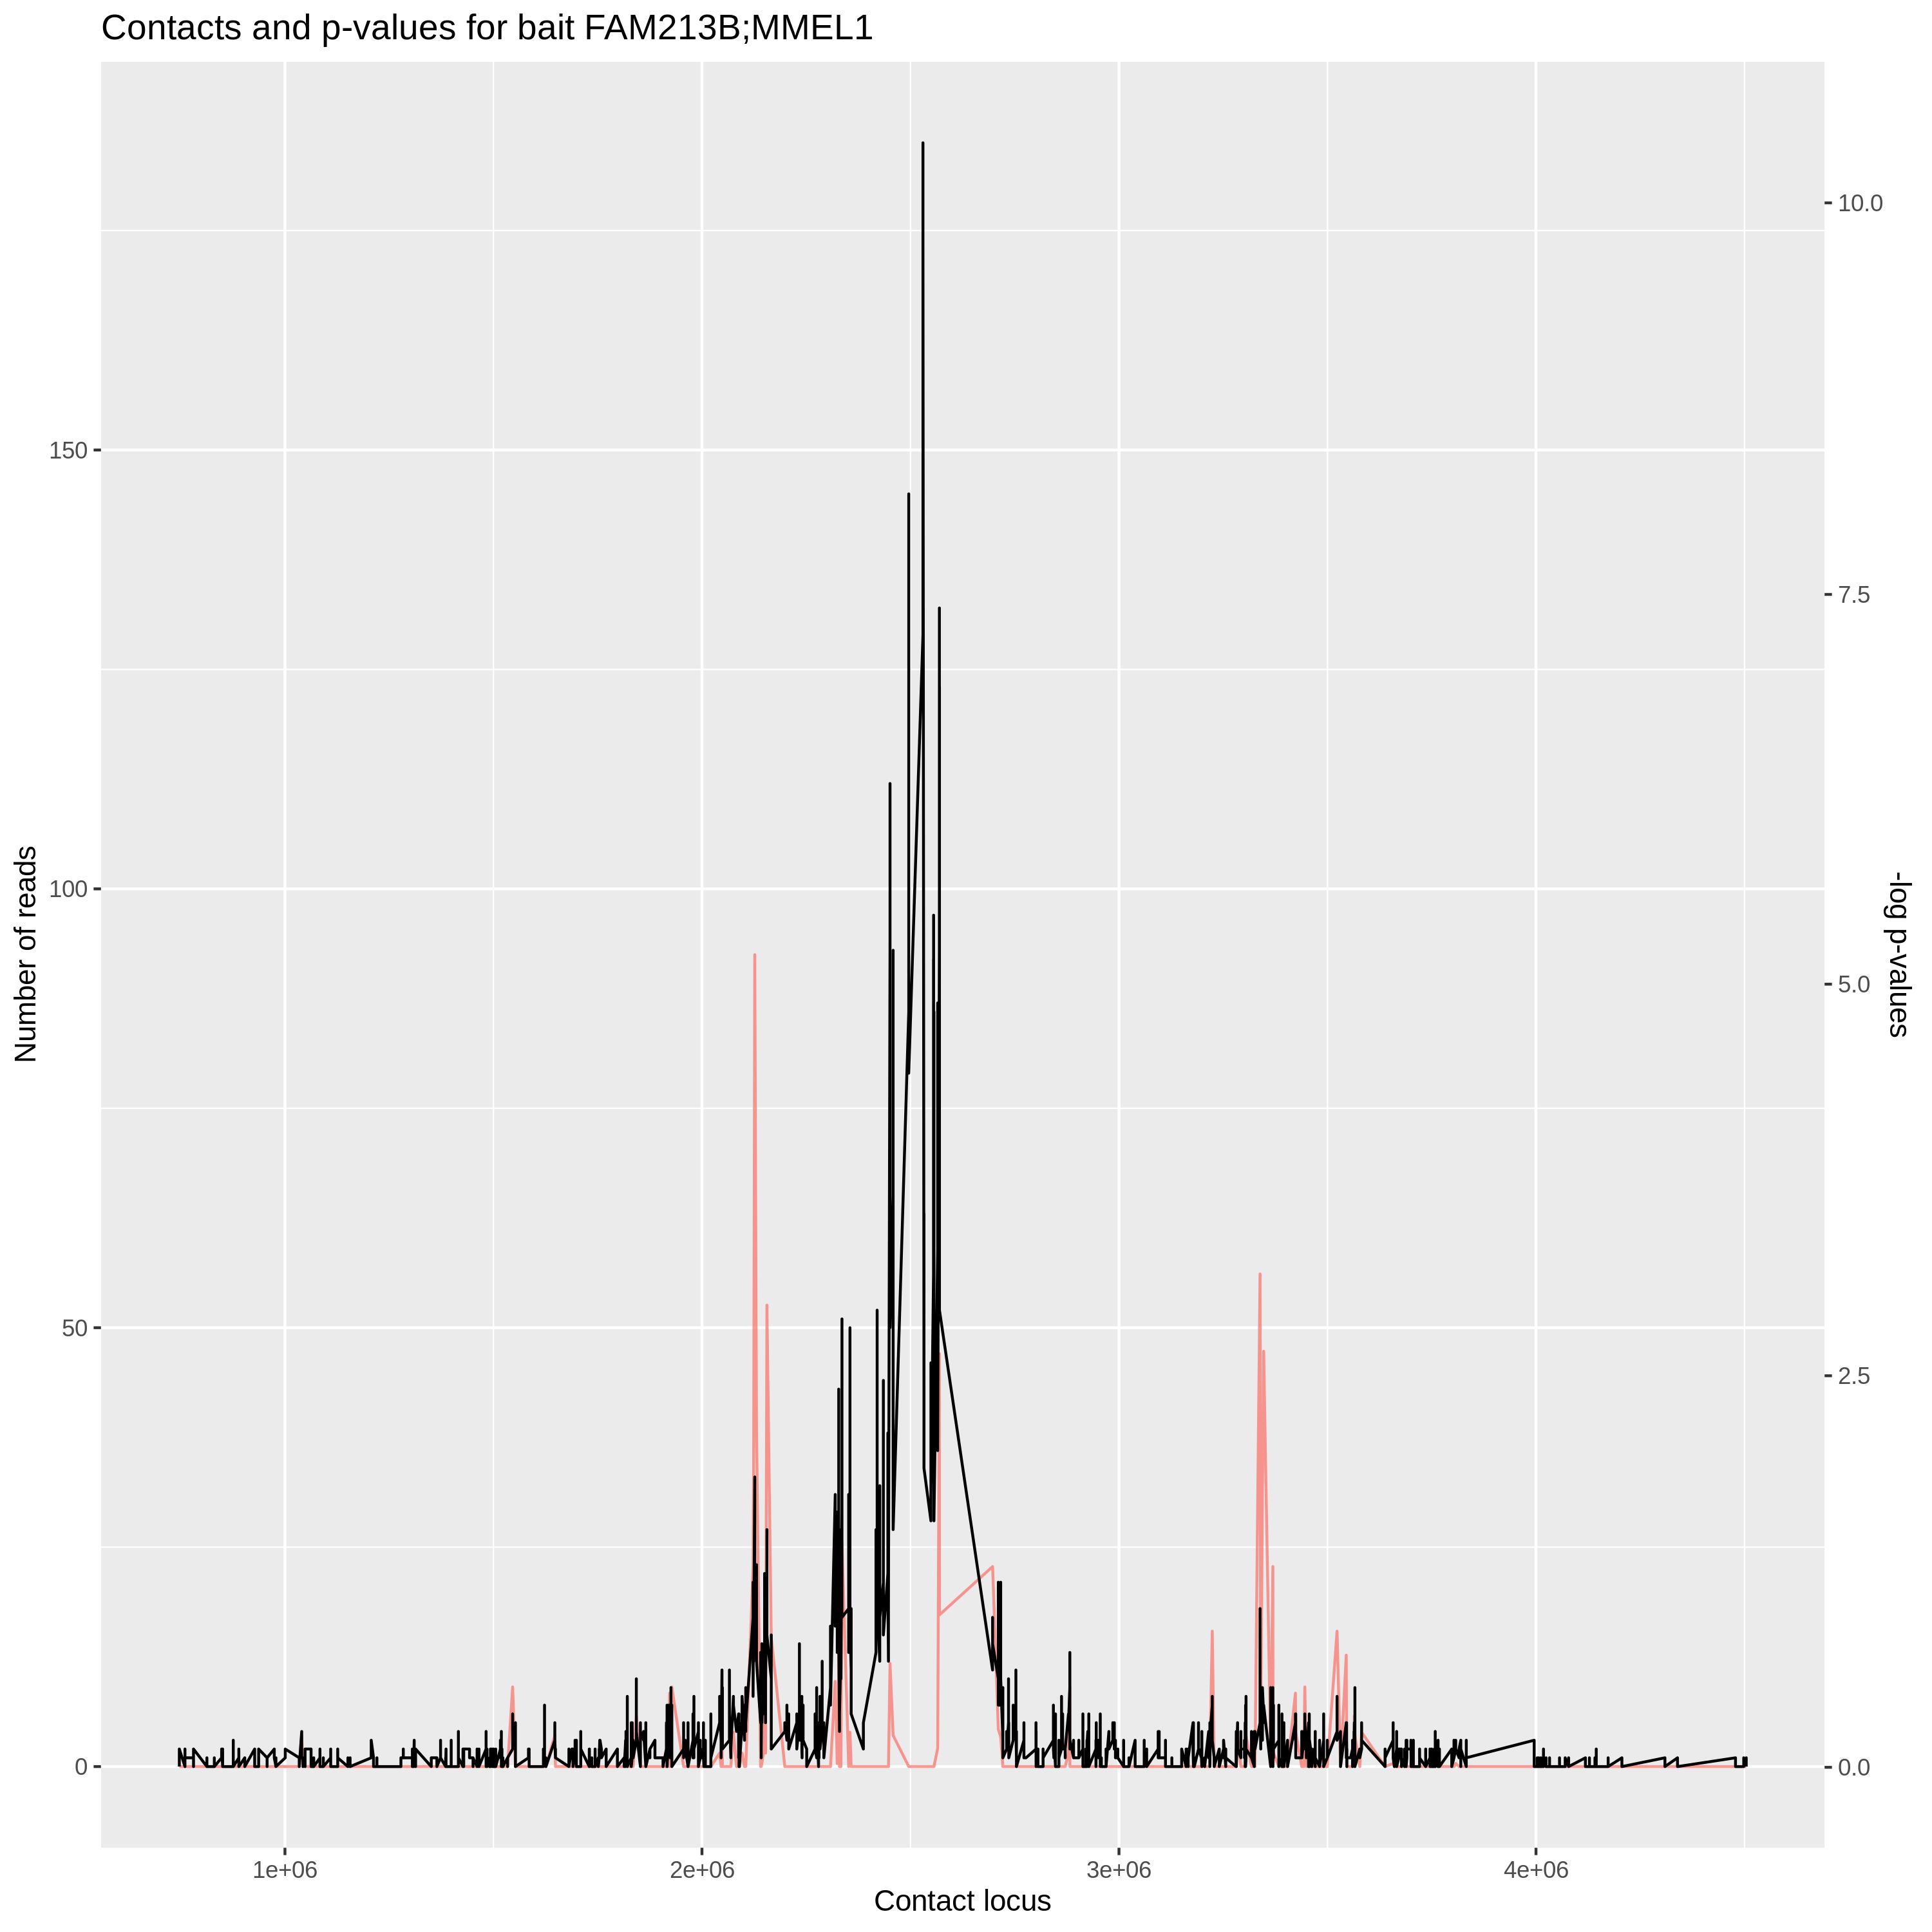 Contacts and p-values for bait FAM213B;MMEL1
Number of reads
150
100
50
0
10.0
7.5
5.0
2.5
0.0
-log p-values
1e+06
2e+06
3e+06
4e+06
Contact locus